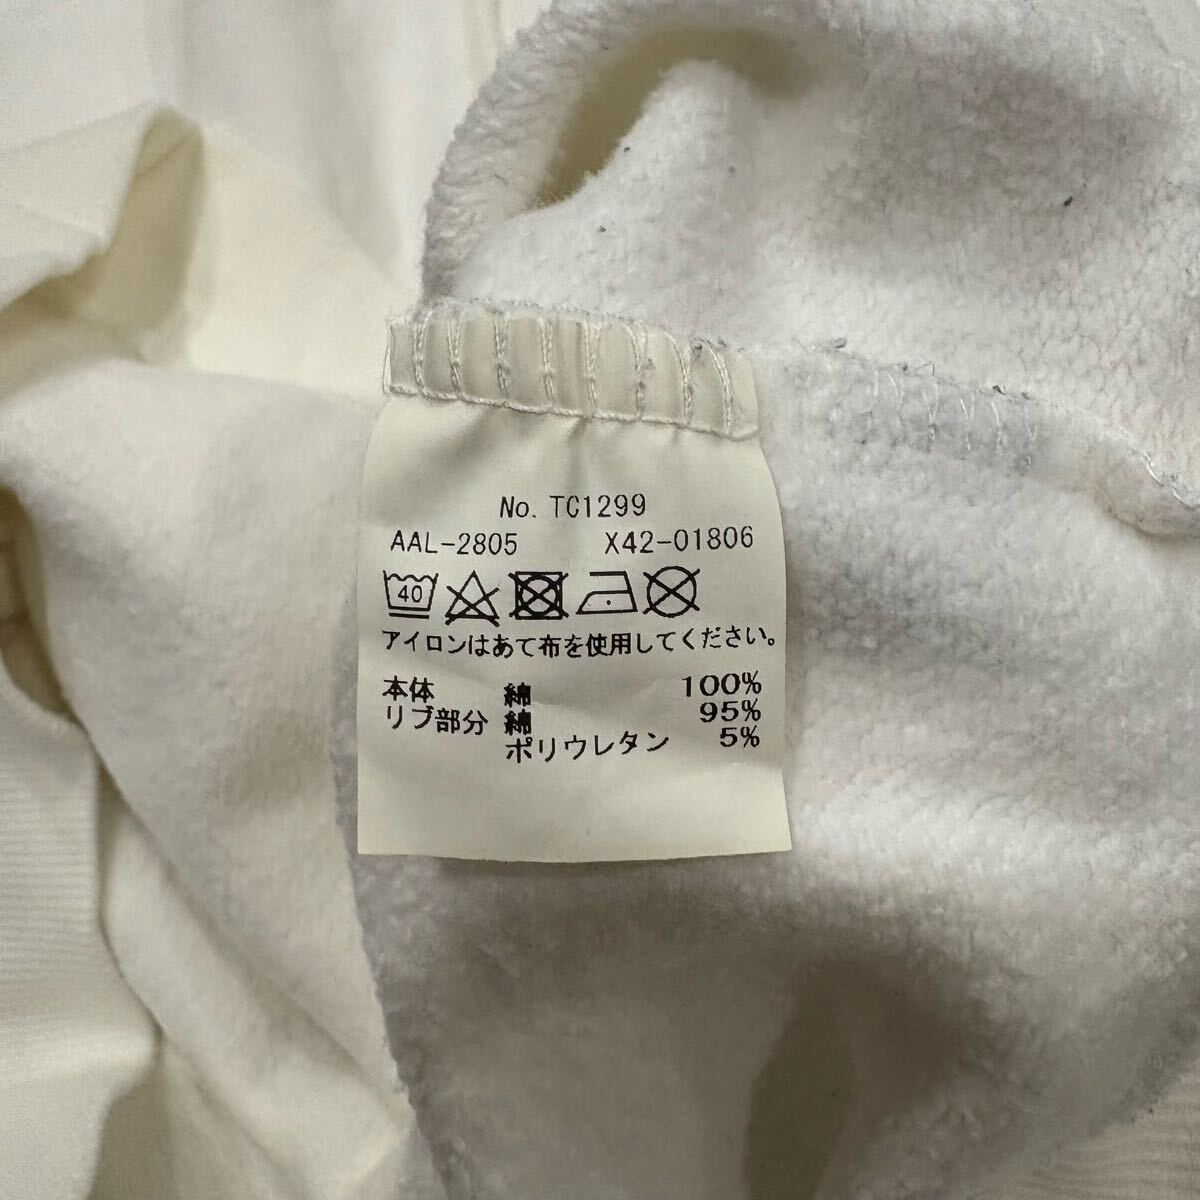 No. TC1299
AAL-2805 X42-01806
40
アイロンはあて布を使用してください。
本体 綿 100%
リブ部分 綿 95%
ポリウレタン 5%